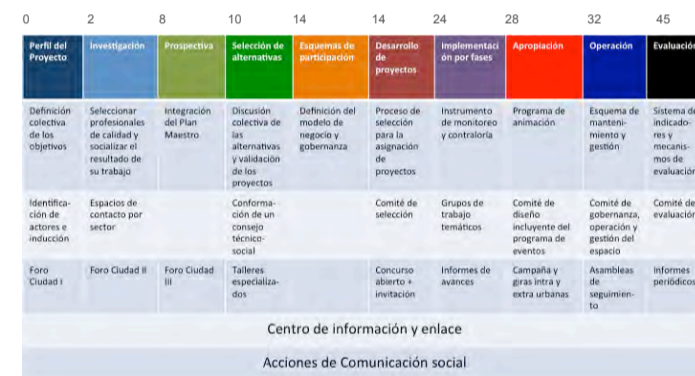 0 2 8 10 14 14 24 28 32 45
Perfil del Proyecto
Investigación
Prospectiva
Selección de alternativas
Esquemas de participación
Desarrollo de proyectos
Implementaci ón por fases
Apropiación
Operación
Evaluación
Definición colectiva de los objetivos
Seleccionar profesionales de calidad y socializar el resultado de su trabajo
Integración del Plan Maestro
Discusión colectiva de las alternativas y validación de los proyectos
Definición del modelo de negocio y gobernanza
Proceso de selección para la asignación de proyectos
Instrumento de monitoreo y contraloría
Programa de animación
Esquema de manteni- miento y gestión
Sistema de indicado- res y mecanis- mos de evaluación
Identifica- ción de actores e inducción
Espacios de contacto por sector
Conforma- ción de un consejo técnico- social
Comité de selección
Grupos de trabajo temáticos
Comité de diseño incluyente del programa de eventos
Comité de gobernanza, operación y gestión del espacio
Comité de evaluación
Foro Ciudad I
Foro Ciudad II
Foro Ciudad III
Talleres especializa- dos
Concurso abierto + invitación
Informes de avances
Campaña y giras intra y extra urbanas
Asambleas de seguimien- to
Informes periódicos
Centro de información y enlace
Acciones de Comunicación social